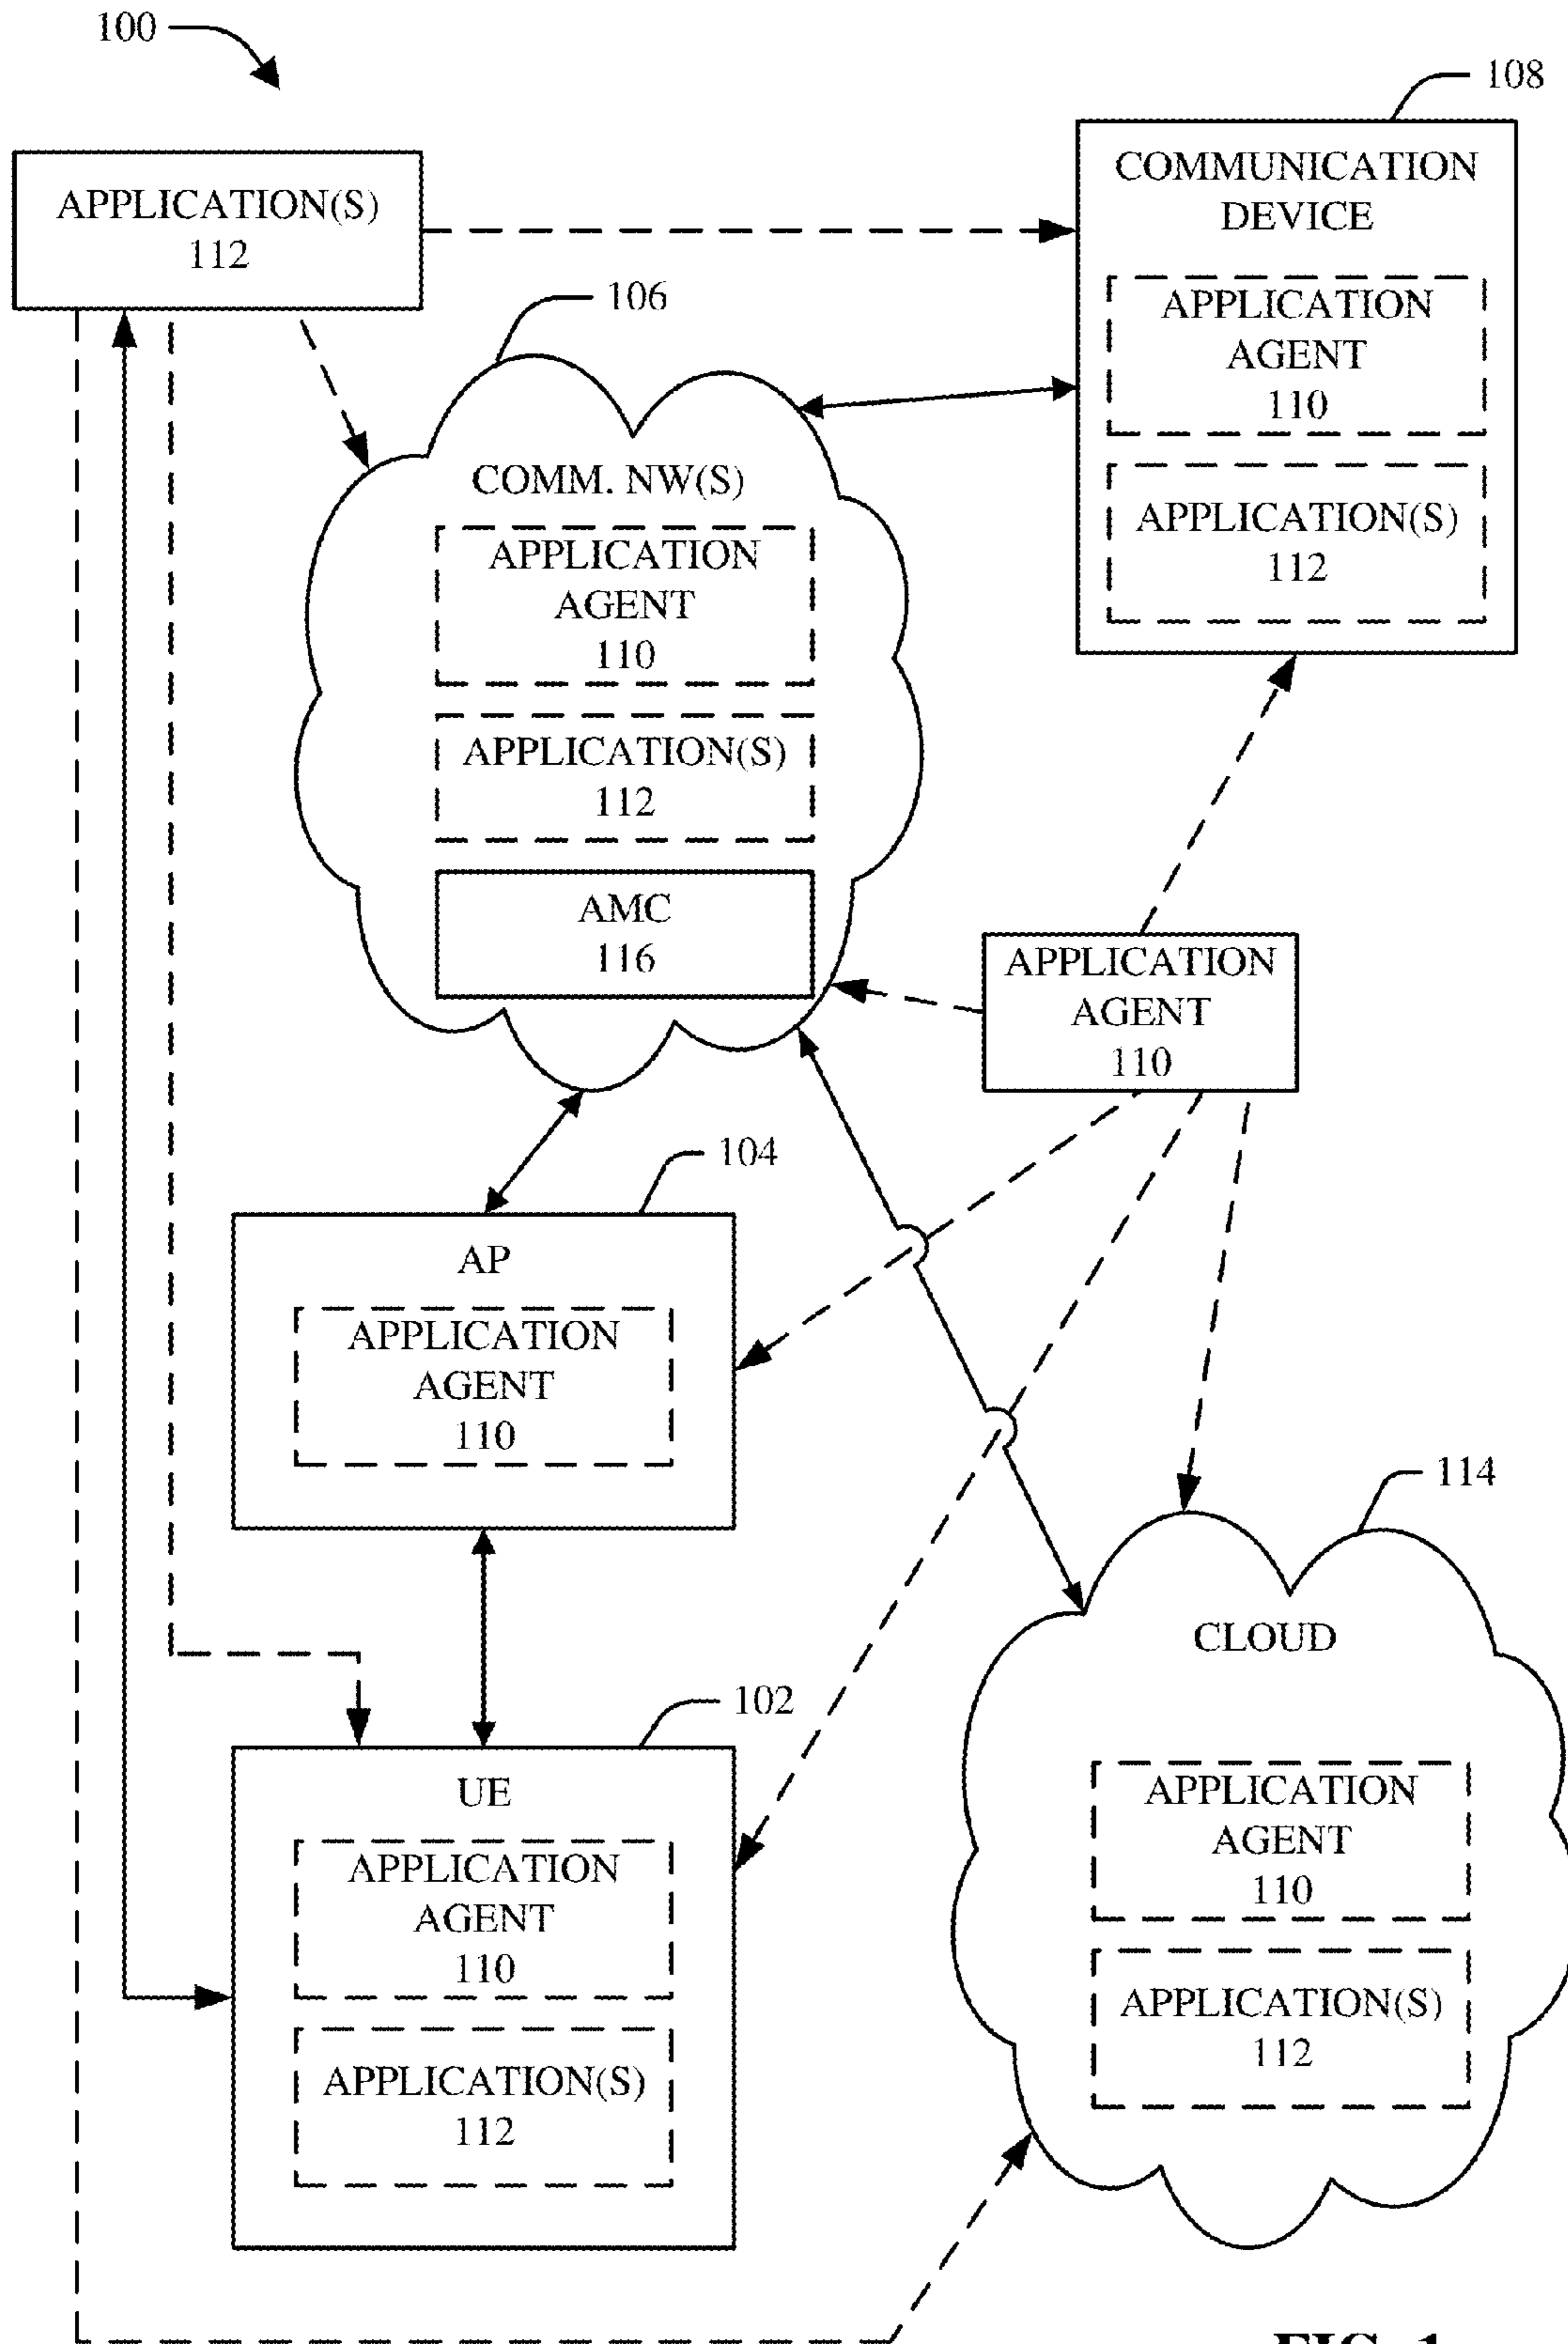 100
108
APPLICATION(S)
112
COMMUNICATION
DEVICE
APPLICATION
AGENT
110
APPLICATION(S)
112
106
COMM. NW(S)
APPLICATION
AGENT
110
APPLICATION(S)
112
AMC
116
APPLICATION
AGENT
110
104
AP
APPLICATION
AGENT
110
114
CLOUD
APPLICATION
AGENT
110
APPLICATION(S)
112
102
UE
APPLICATION
AGENT
110
APPLICATION(S)
112
FIG. 1